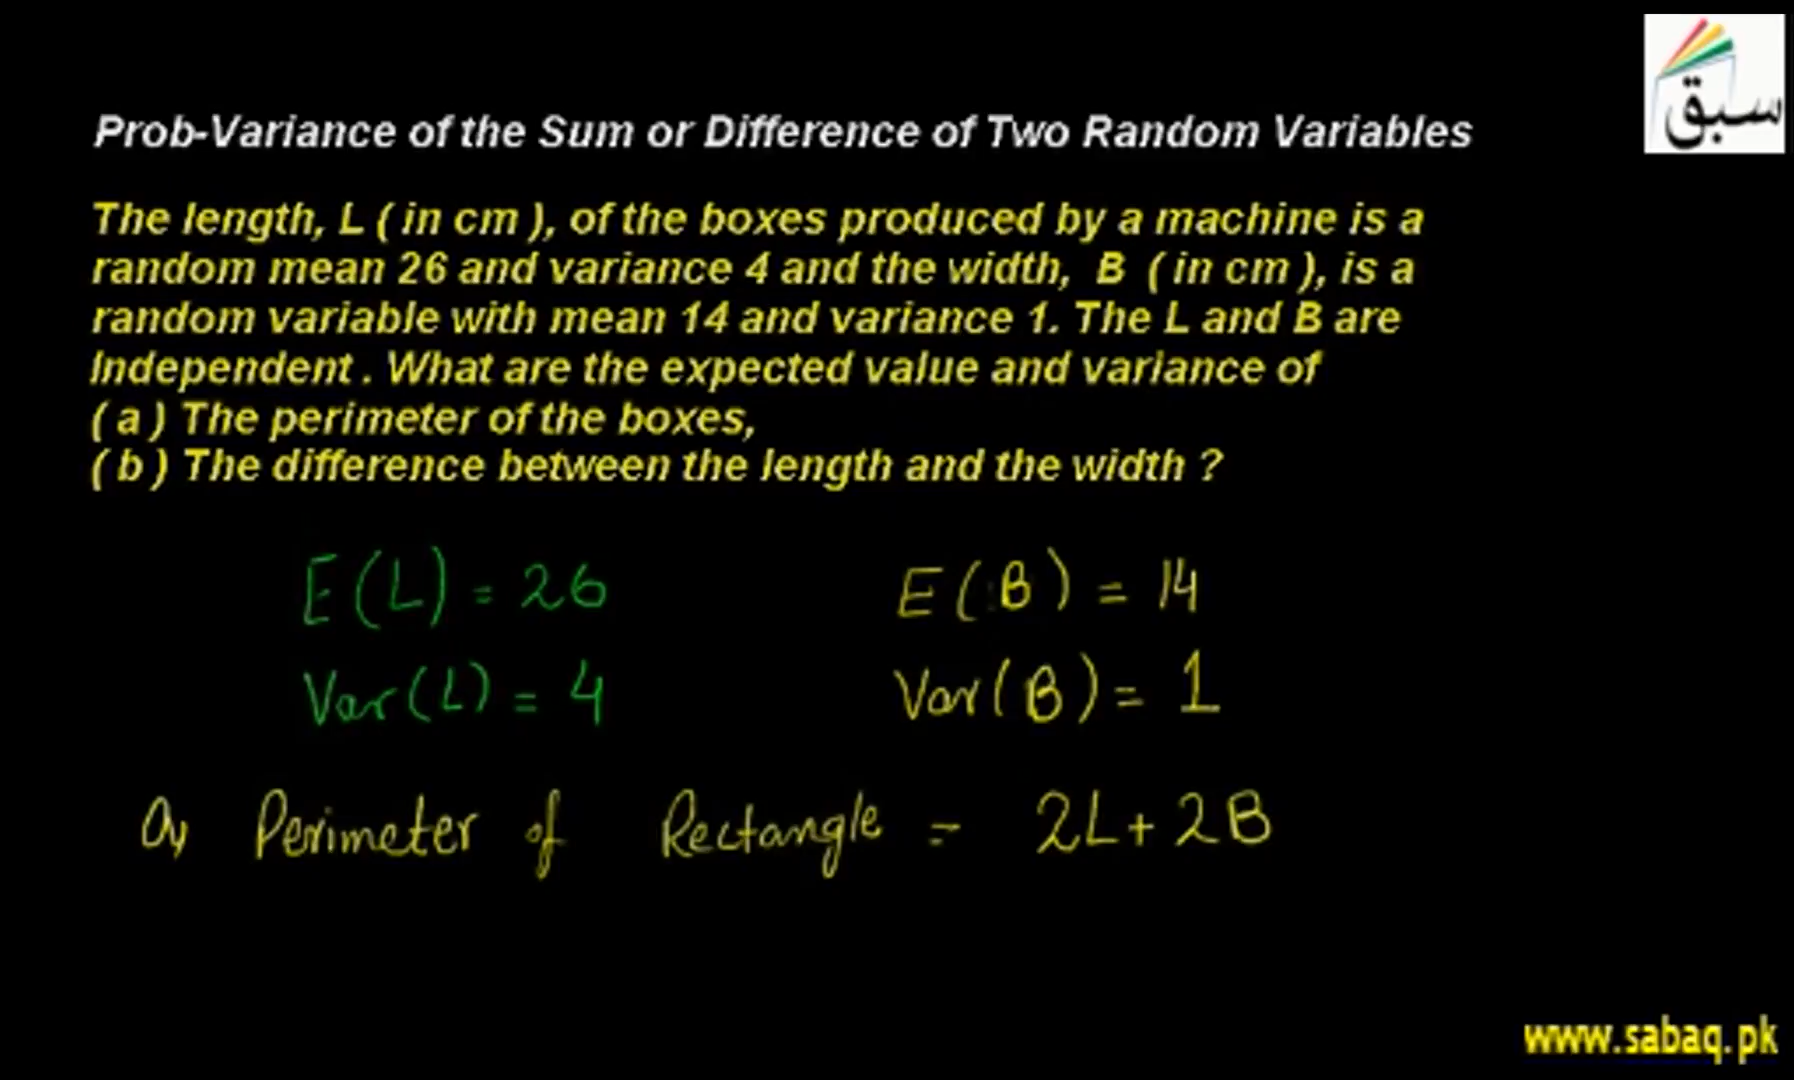 سبق
Prob-Variance of the Sum or Difference of Two Random Variables
The length, L ( in cm ), of the boxes produced by a machine is a
random mean 26 and variance 4 and the width, B ( in cm ), is a
random variable with mean 14 and variance 1. The L and B are
Independent . What are the expected value and variance of
( a ) The perimeter of the boxes,
( b ) The difference between the length and the width ?
E(L) = 26 E(B) = 14
Var(L) = 4 Var(B) = 1
a) Perimeter of Rectangle = 2L+2B
www.sabaq.pk